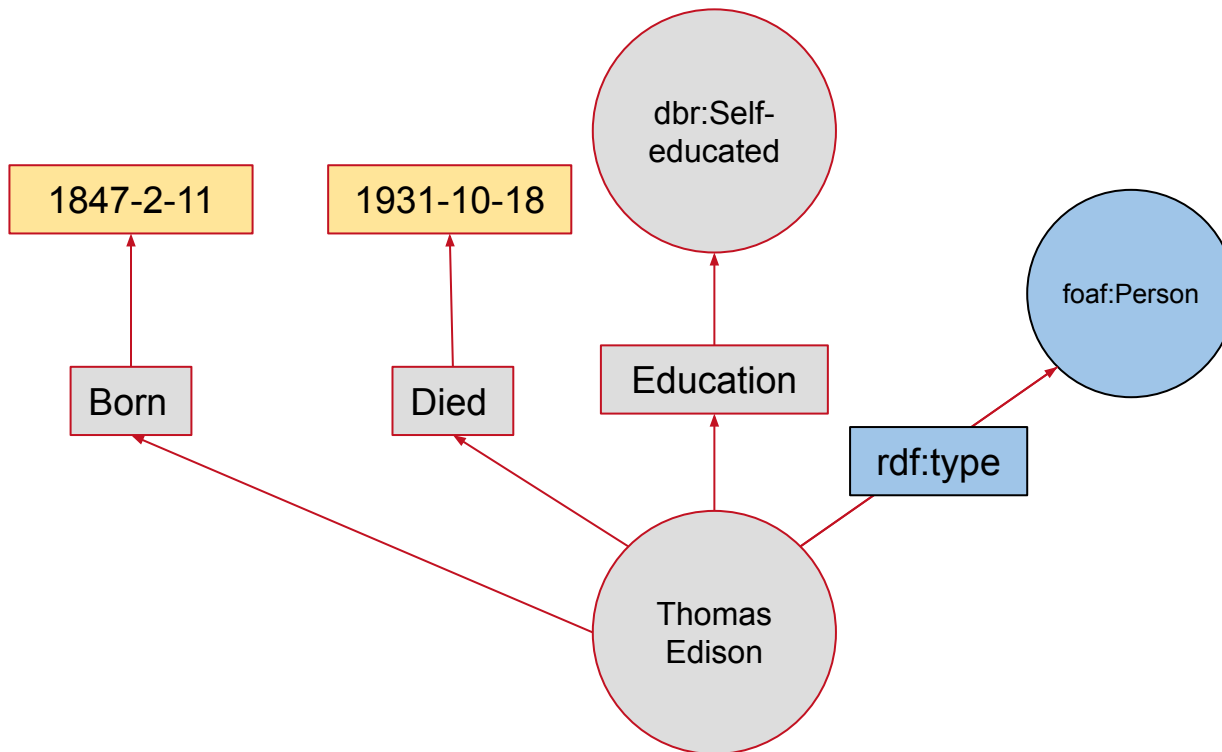 dbr:Self-
educated
1847-2-11
1931-10-18
foaf:Person
Education
Born
Died
rdf:type
Thomas
Edison